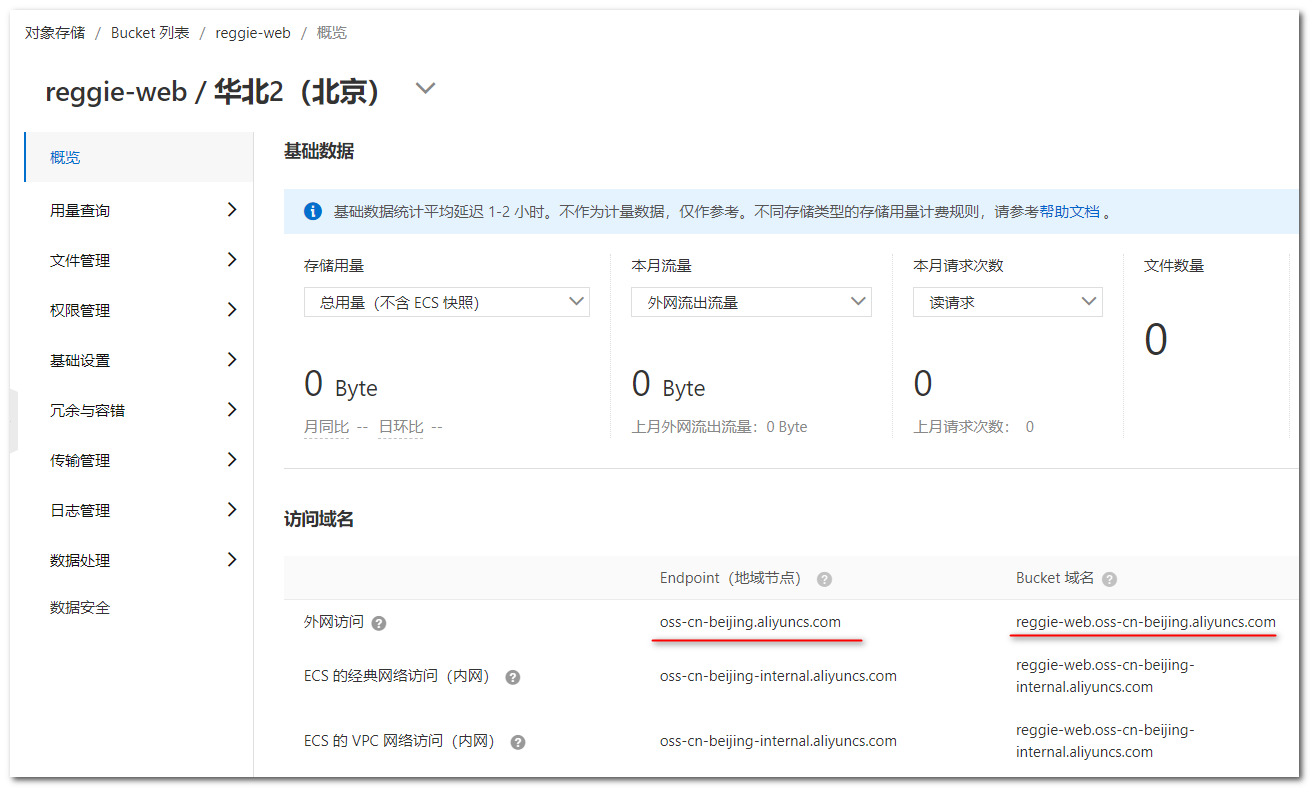 对象存储 / Bucket 列表 / reggie-web / 概览
reggie-web / 华北2（北京）
概览
用量查询
文件管理
权限管理
基础设置
冗余与容错
传输管理
日志管理
数据处理
数据安全
基础数据
基础数据统计平均延迟 1-2 小时。不作为计量数据，仅作参考。不同存储类型的存储用量计费规则，请参考帮助文档 。
存储用量
总用量（不含 ECS 快照）
0 Byte
月同比 -- 日环比 --
本月流量
外网流出流量
0 Byte
上月外网流出流量：0 Byte
本月请求次数
读请求
0
上月请求次数： 0
文件数量
0
访问域名
Endpoint（地域节点） Bucket 域名
外网访问 oss-cn-beijing.aliyuncs.com reggie-web.oss-cn-beijing.aliyuncs.com
ECS 的经典网络访问（内网） oss-cn-beijing-internal.aliyuncs.com reggie-web.oss-cn-beijing-
internal.aliyuncs.com
ECS 的 VPC 网络访问（内网） oss-cn-beijing-internal.aliyuncs.com reggie-web.oss-cn-beijing-
internal.aliyuncs.com